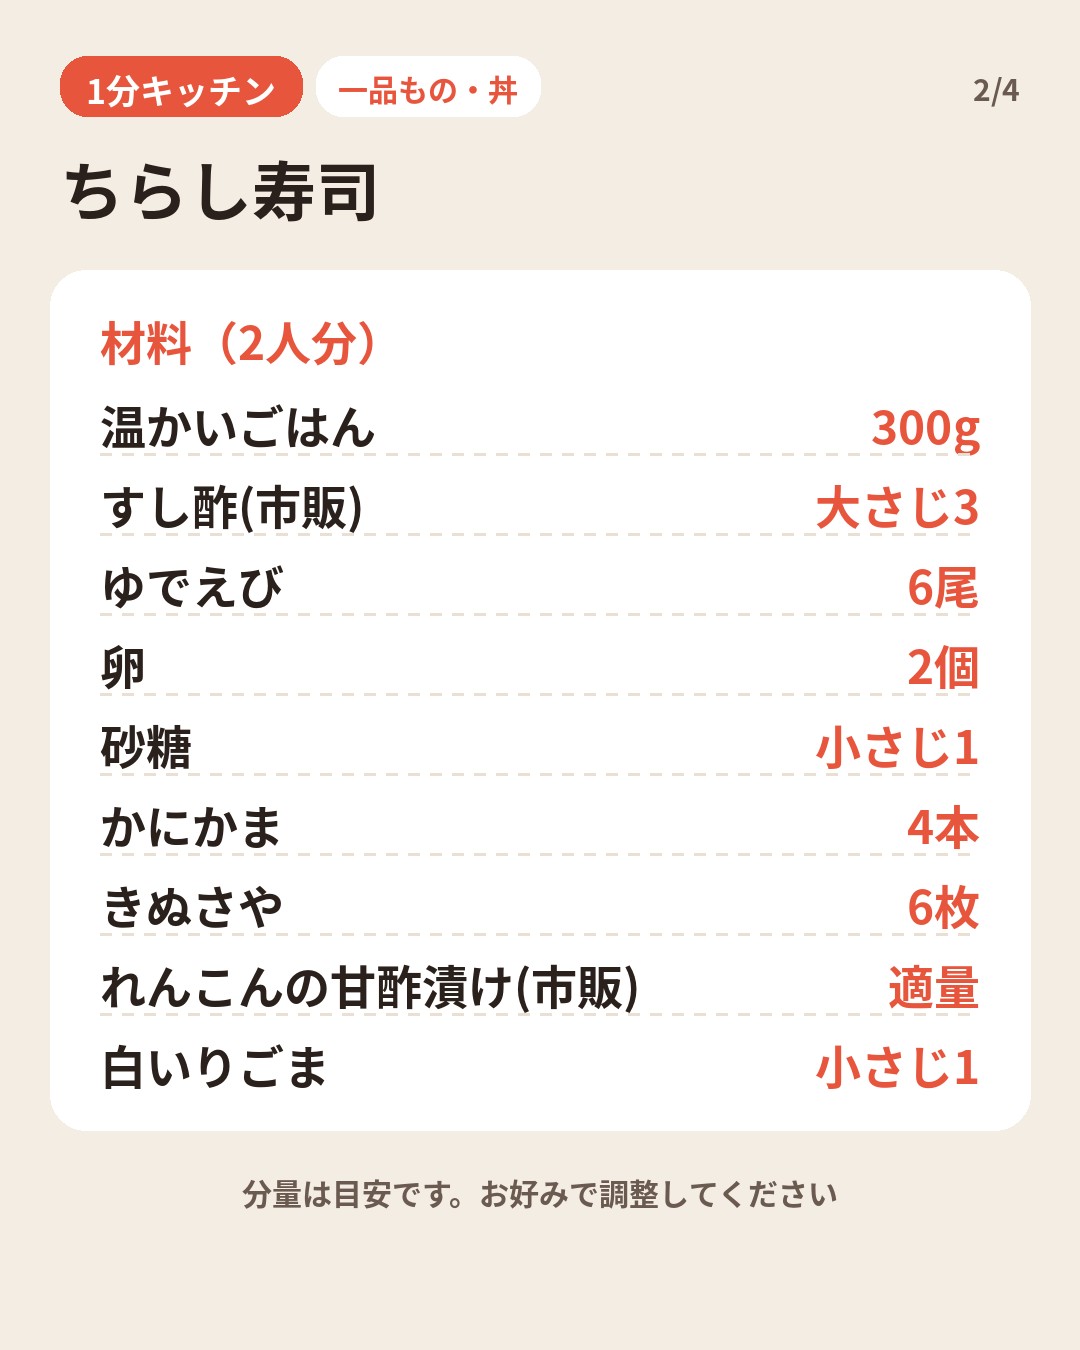 1分キッチン 一品もの・丼 2/4
ちらし寿司
材料（2人分）
温かいごはん 300g
すし酢(市販) 大さじ3
ゆでえび 6尾
卵 2個
砂糖 小さじ1
かにかま 4本
きぬさや 6枚
れんこんの甘酢漬け(市販) 適量
白いりごま 小さじ1
分量は目安です。お好みで調整してください